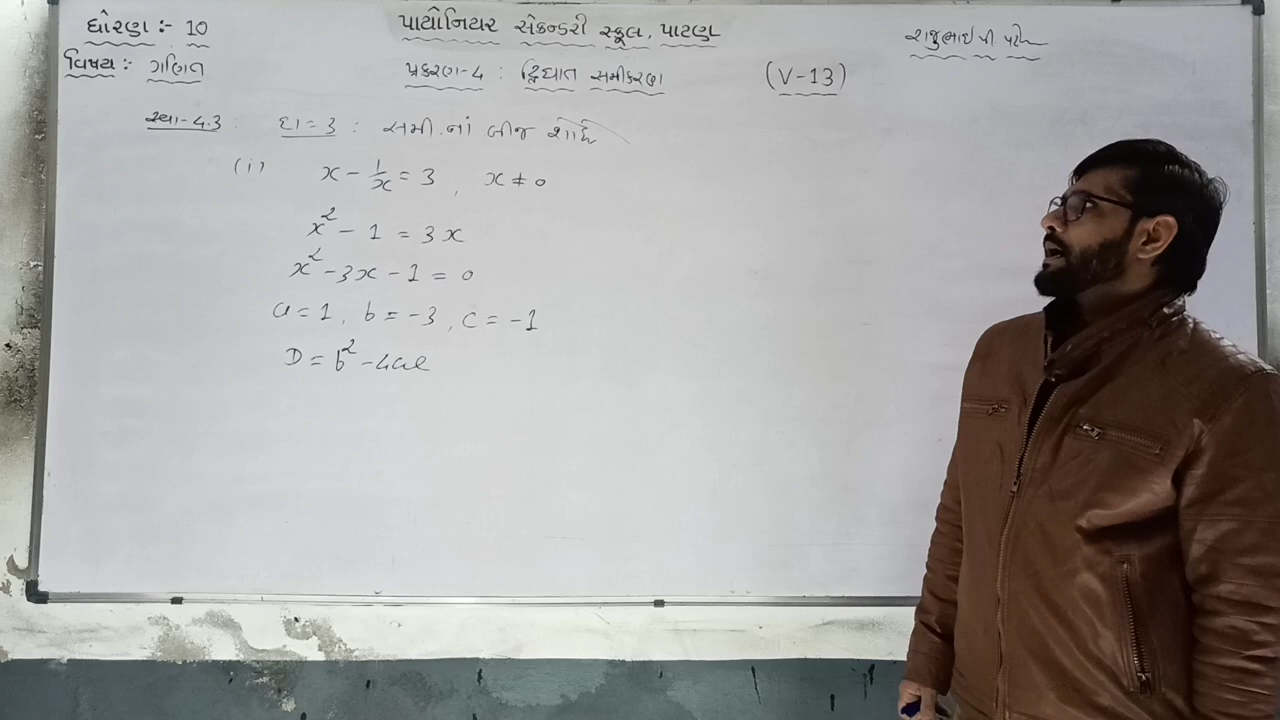 ધોરણ :- 10
પાયોનિયર સેકન્ડરી સ્કૂલ, પાટણ
રાજુભાઇ પી. પટેલ
વિષય : ગણિત
પ્રકરણ-4 : દ્વિઘાત સમીકરણ
(V-13)
સ્વા-4.3 : દા=3 : સમી.નાં બીજ શોધો
(i) x - 1/x = 3, x ≠ 0
x² - 1 = 3x
x² - 3x - 1 = 0
a = 1, b = -3, c = -1
D = b² - 4ac